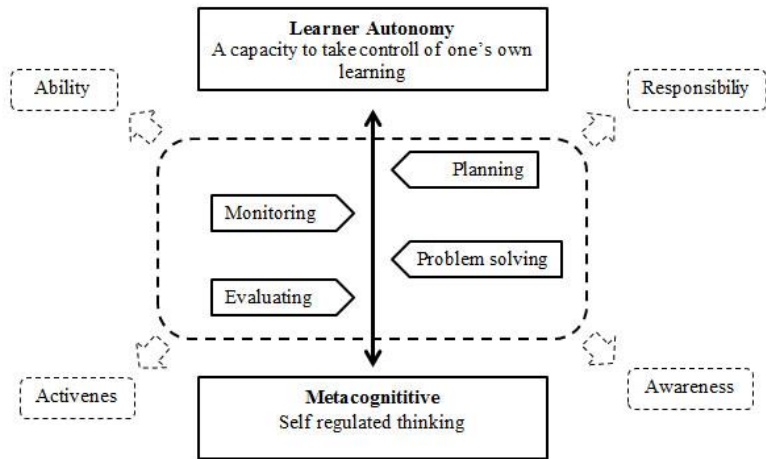 Learner Autonomy
A capacity to take controll of one's own
learning
Ability
Responsibiliy
Planning
Monitoring
Problem solving
Evaluating
Activenes
Awareness
Metacognititive
Self regulated thinking